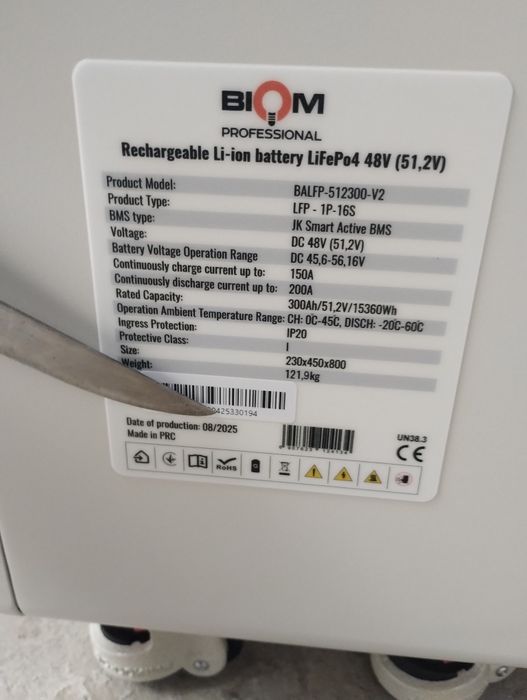 BIOM
PROFESSIONAL
Rechargeable Li-ion battery LiFePo4 48V (51,2V)
Product Model: BALFP-512300-V2
Product Type: LFP - 1P-16S
BMS type: JK Smart Active BMS
Voltage: DC 48V (51,2V)
Battery Voltage Operation Range DC 45,6-56,16V
Continuously charge current up to: 150A
Continuously discharge current up to: 200A
Rated Capacity: 300Ah/51,2V/15360Wh
Operation Ambient Temperature Range: CH: 0C-45C, DISCH: -20C-60C
Ingress Protection: IP20
Protective Class: I
Size: 230x450x800
Weight: 121,9kg
0425330194
Date of production: 08/2025
Made in PRC
UN38.3
CE
RoHS